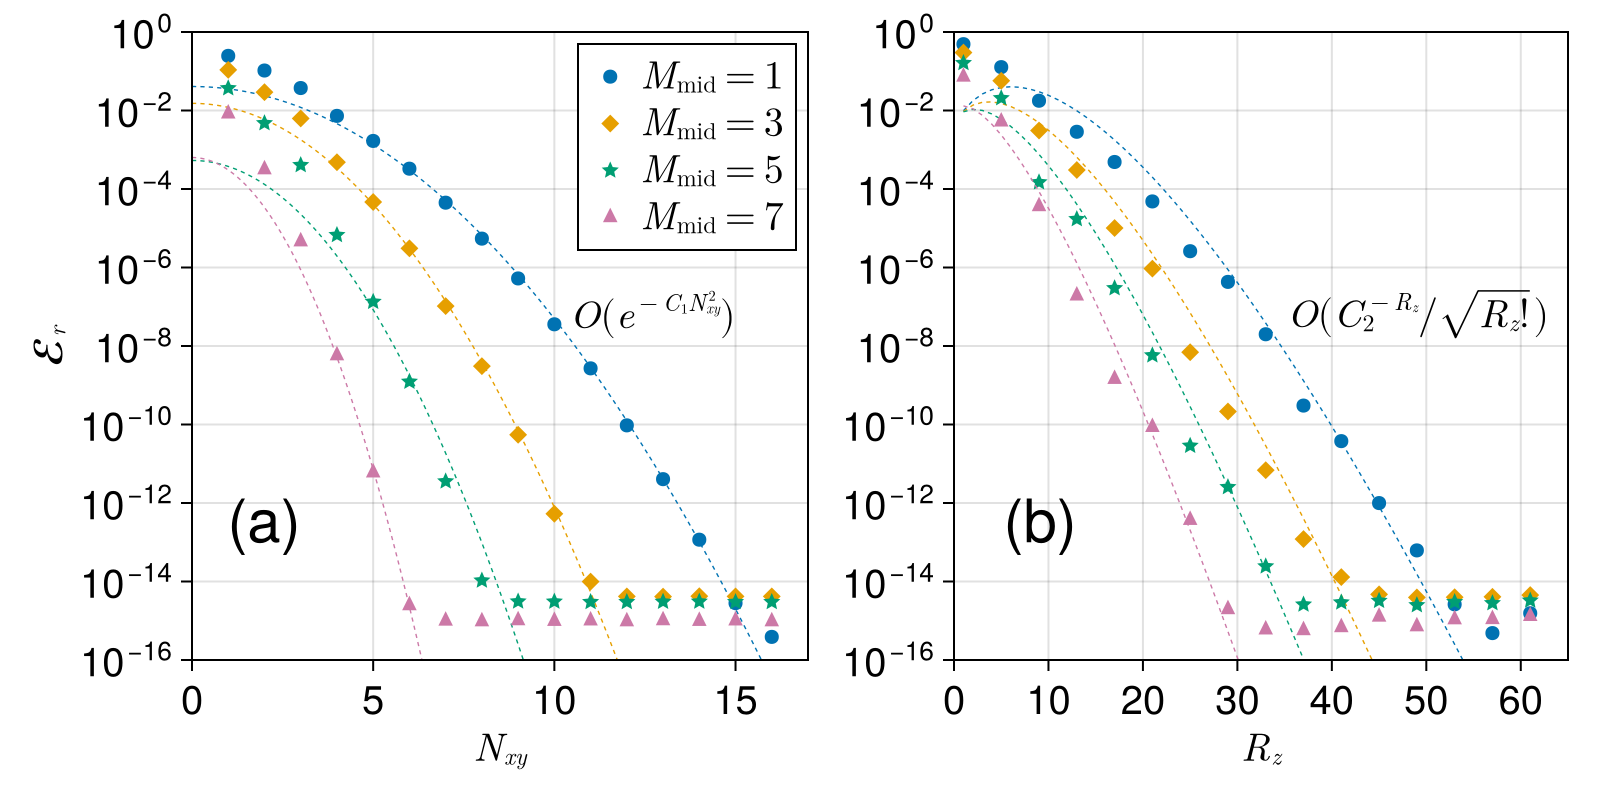 10^0
10^−2
10^−4
10^−6
10^−8
10^−10
10^−12
10^−14
10^−16
0 5 10 15
N_xy
ℰ_r
M_mid = 1
M_mid = 3
M_mid = 5
M_mid = 7
O(e^−C_1N_xy^2)
(a)
10^0
10^−2
10^−4
10^−6
10^−8
10^−10
10^−12
10^−14
10^−16
0 10 20 30 40 50 60
R_z
O(C_2^−R_z/√R_z!)
(b)